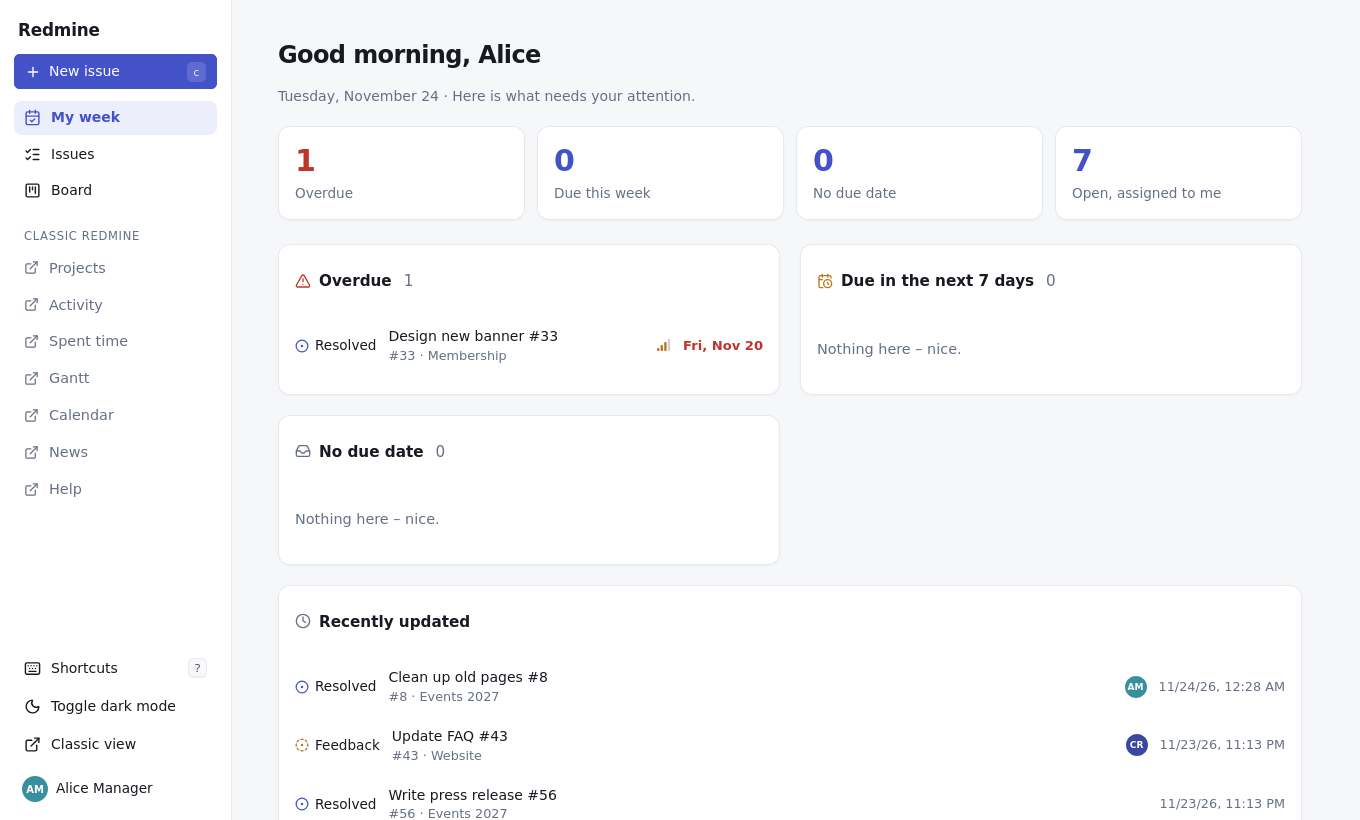 Redmine
New issue c
My week
Issues
Board
CLASSIC REDMINE
Projects
Activity
Spent time
Gantt
Calendar
News
Help
Shortcuts ?
Toggle dark mode
Classic view
AM Alice Manager
Good morning, Alice
Tuesday, November 24 · Here is what needs your attention.
1
Overdue
0
Due this week
0
No due date
7
Open, assigned to me
Overdue 1
Resolved Design new banner #33 Fri, Nov 20
#33 · Membership
Due in the next 7 days 0
Nothing here – nice.
No due date 0
Nothing here – nice.
Recently updated
Resolved Clean up old pages #8 AM 11/24/26, 12:28 AM
#8 · Events 2027
Feedback Update FAQ #43 CR 11/23/26, 11:13 PM
#43 · Website
Resolved Write press release #56 11/23/26, 11:13 PM
#56 · Events 2027